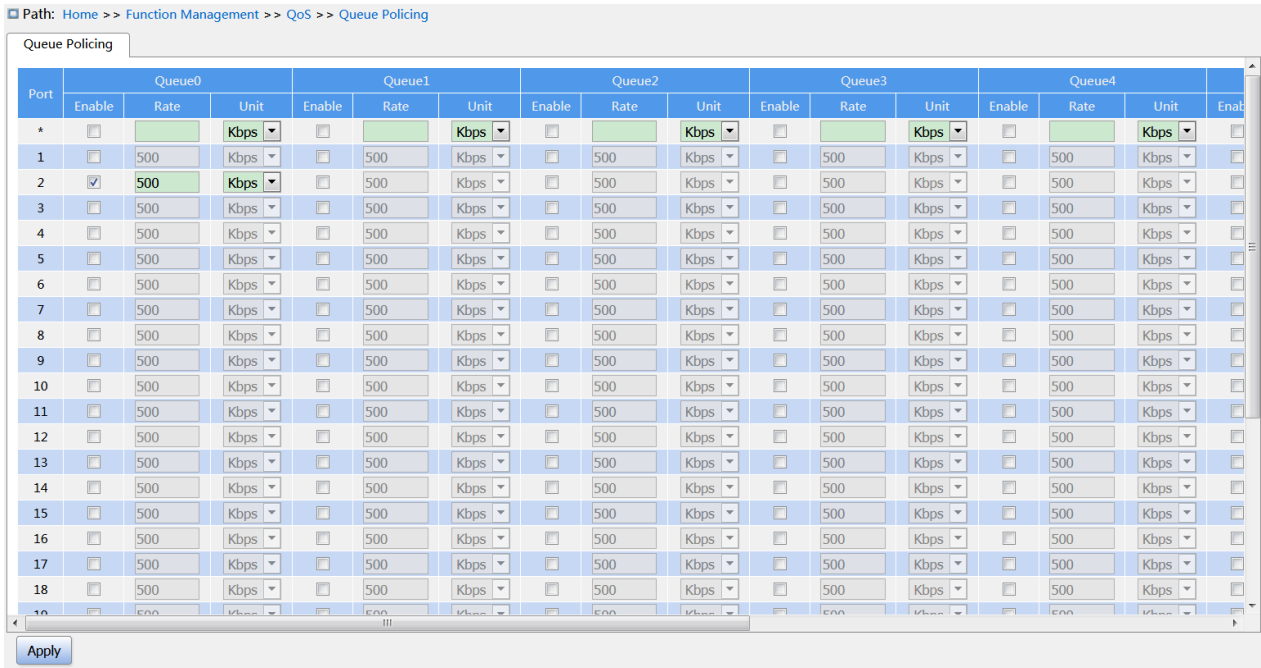 Path: Home >> Function Management >> QoS >> Queue Policing
Queue Policing
Port Queue0 Queue1 Queue2 Queue3 Queue4
Enable Rate Unit Enable Rate Unit Enable Rate Unit Enable Rate Unit Enable Rate Unit Enab
* Kbps Kbps Kbps Kbps Kbps
1 500 Kbps 500 Kbps 500 Kbps 500 Kbps 500 Kbps
2 500 Kbps 500 Kbps 500 Kbps 500 Kbps 500 Kbps
3 500 Kbps 500 Kbps 500 Kbps 500 Kbps 500 Kbps
4 500 Kbps 500 Kbps 500 Kbps 500 Kbps 500 Kbps
5 500 Kbps 500 Kbps 500 Kbps 500 Kbps 500 Kbps
6 500 Kbps 500 Kbps 500 Kbps 500 Kbps 500 Kbps
7 500 Kbps 500 Kbps 500 Kbps 500 Kbps 500 Kbps
8 500 Kbps 500 Kbps 500 Kbps 500 Kbps 500 Kbps
9 500 Kbps 500 Kbps 500 Kbps 500 Kbps 500 Kbps
10 500 Kbps 500 Kbps 500 Kbps 500 Kbps 500 Kbps
11 500 Kbps 500 Kbps 500 Kbps 500 Kbps 500 Kbps
12 500 Kbps 500 Kbps 500 Kbps 500 Kbps 500 Kbps
13 500 Kbps 500 Kbps 500 Kbps 500 Kbps 500 Kbps
14 500 Kbps 500 Kbps 500 Kbps 500 Kbps 500 Kbps
15 500 Kbps 500 Kbps 500 Kbps 500 Kbps 500 Kbps
16 500 Kbps 500 Kbps 500 Kbps 500 Kbps 500 Kbps
17 500 Kbps 500 Kbps 500 Kbps 500 Kbps 500 Kbps
18 500 Kbps 500 Kbps 500 Kbps 500 Kbps 500 Kbps
19 500 Kbps 500 Kbps 500 Kbps 500 Kbps 500 Kbps
Apply